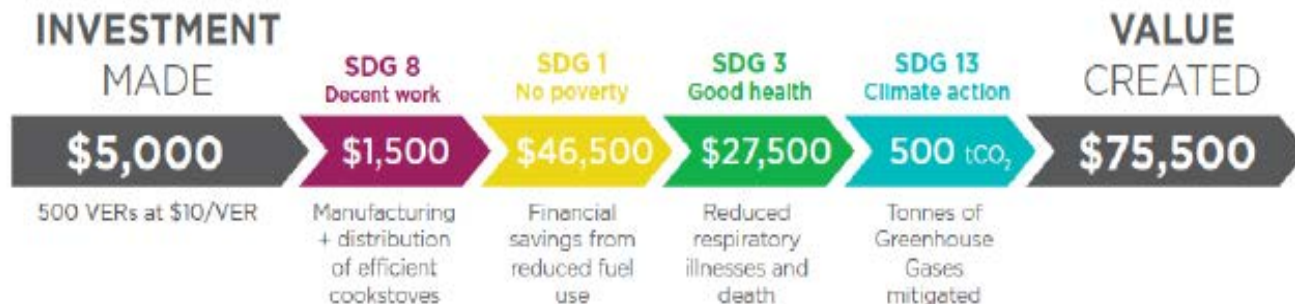 INVESTMENT
MADE
$5,000
500 VERs at $10/VER
SDG 8
Decent work
$1,500
Manufacturing
+ distribution
of efficient
cookstoves
SDG 1
No poverty
$46,500
Financial
savings from
reduced fuel
use
SDG 3
Good health
$27,500
Reduced
respiratory
illnesses and
death
SDG 13
Climate action
500 tCO₂
Tonnes of
Greenhouse
Gases
mitigated
VALUE
CREATED
$75,500